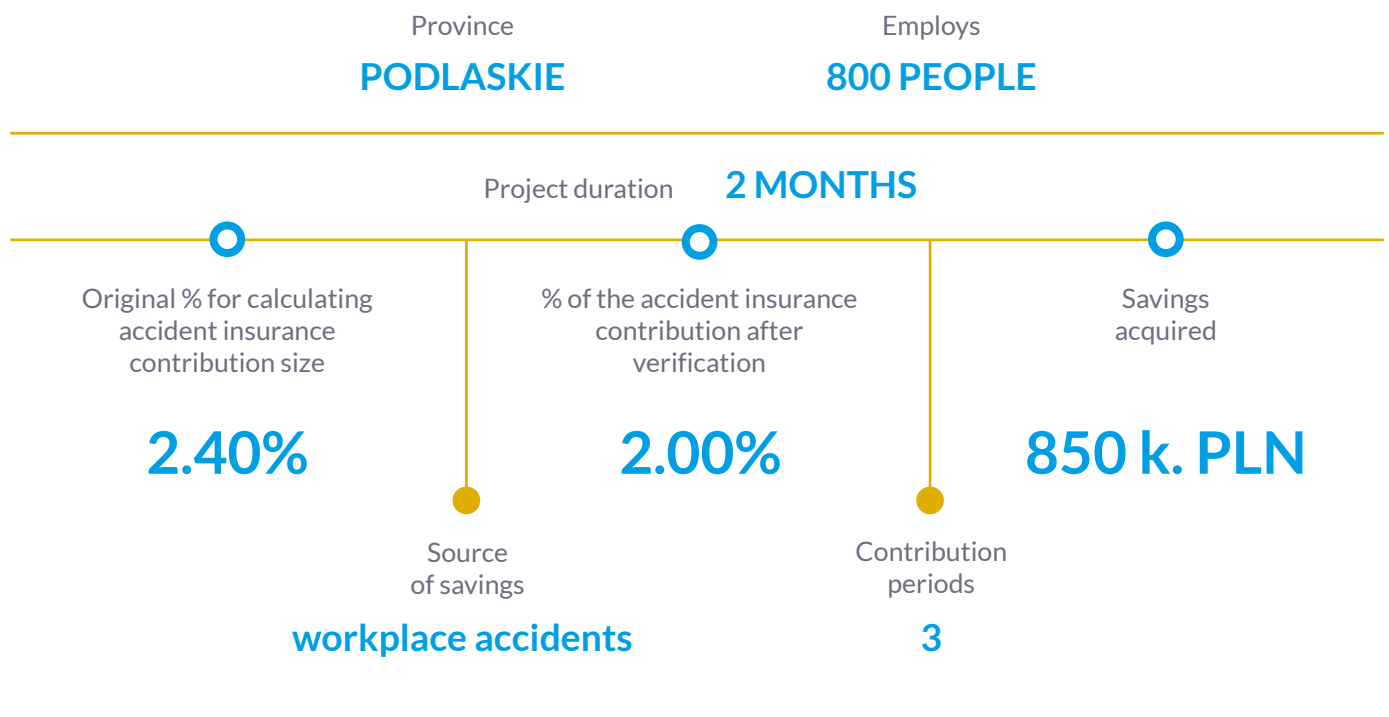 Province
PODLASKIE
Employs
800 PEOPLE
Project duration
2 MONTHS
Original % for calculating
accident insurance
contribution size
2.40%
Source
of savings
workplace accidents
% of the accident insurance
contribution after
verification
2.00%
Contribution
periods
3
Savings
acquired
850 k. PLN